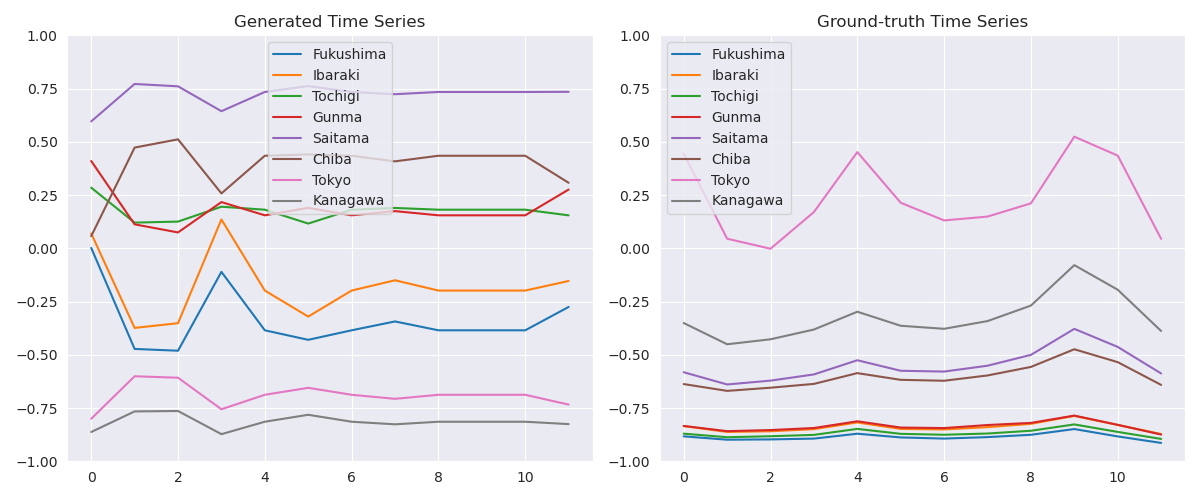 Generated Time Series
1.00
0.75
0.50
0.25
0.00
−0.25
−0.50
−0.75
−1.00
0 2 4 6 8 10
Fukushima
Ibaraki
Tochigi
Gunma
Saitama
Chiba
Tokyo
Kanagawa
Ground-truth Time Series
1.00
0.75
0.50
0.25
0.00
−0.25
−0.50
−0.75
−1.00
0 2 4 6 8 10
Fukushima
Ibaraki
Tochigi
Gunma
Saitama
Chiba
Tokyo
Kanagawa